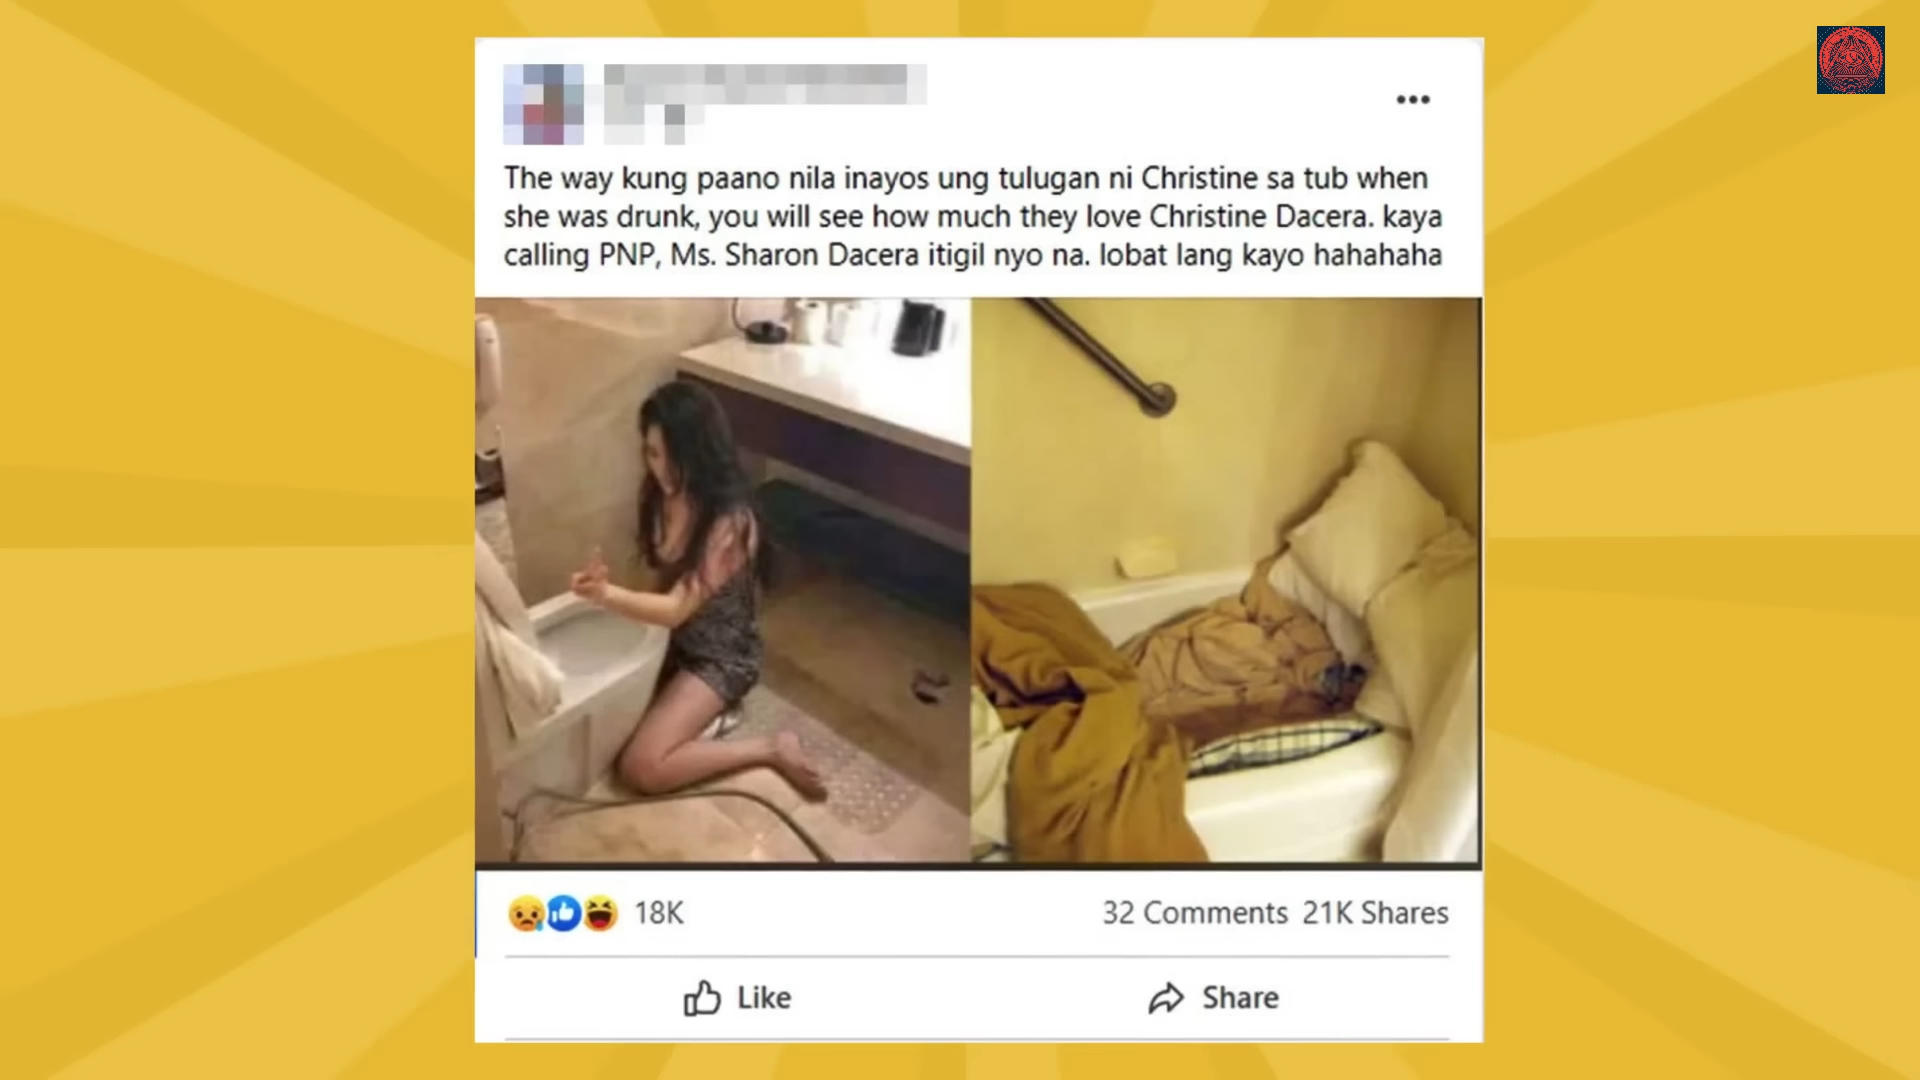 The way kung paano nila inayos ung tulugan ni Christine sa tub when
she was drunk, you will see how much they love Christine Dacera. kaya
calling PNP, Ms. Sharon Dacera itigil nyo na. lobat lang kayo hahahaha
18K
32 Comments 21K Shares
Like
Share